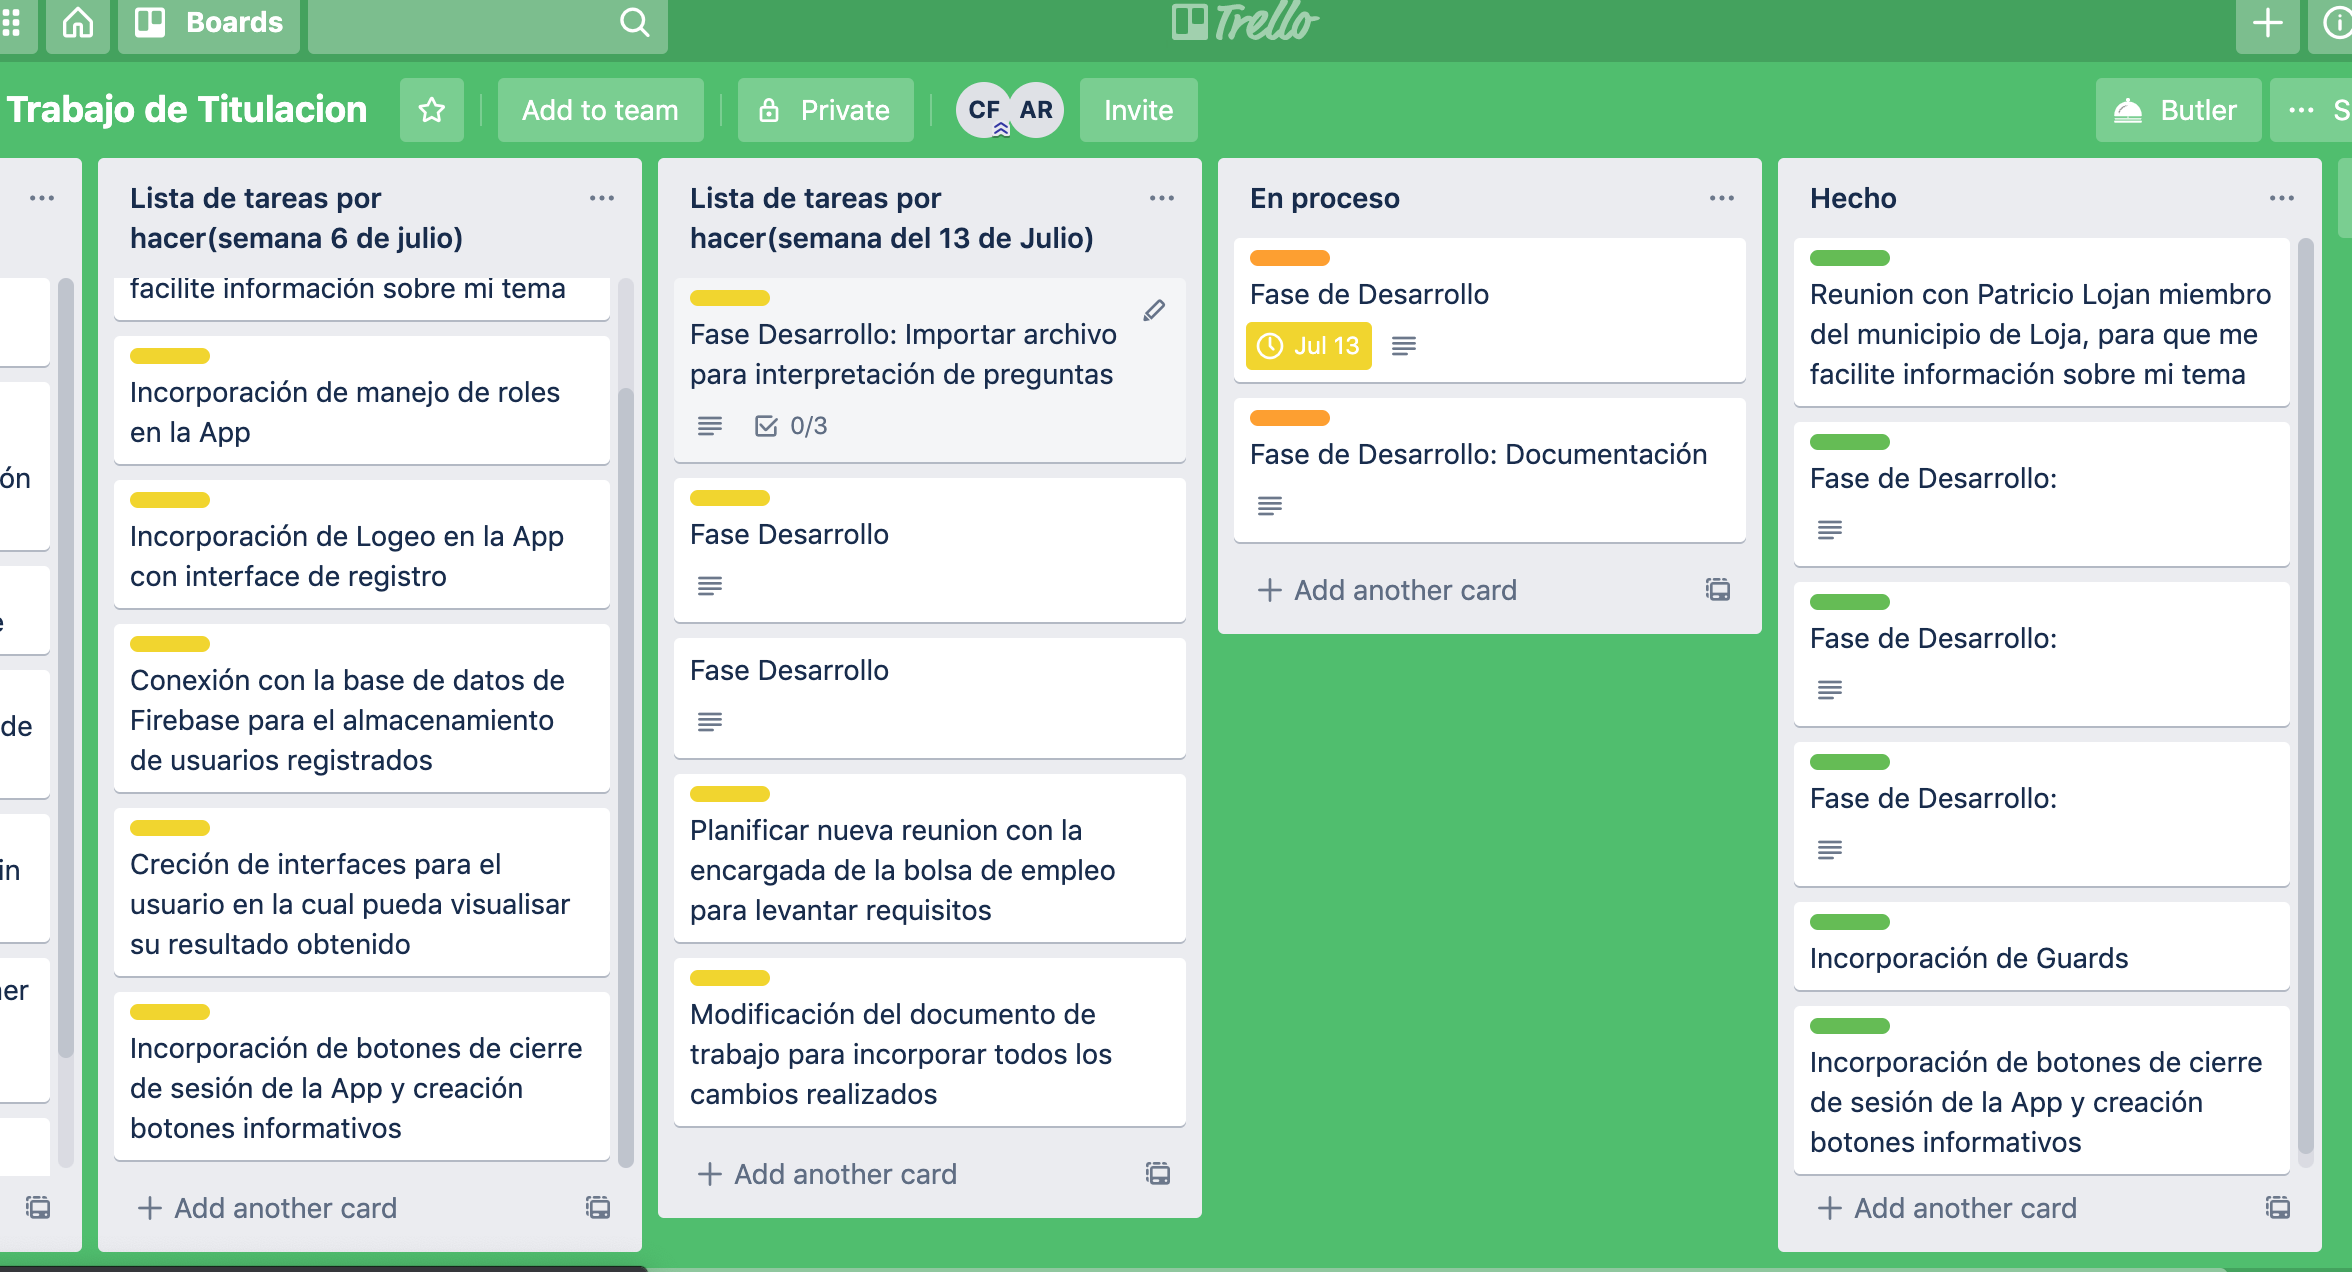 Boards
Trello
Trabajo de Titulacion
Add to team
Private
CF
AR
Invite
Butler
ón
de
in
Lista de tareas por
hacer(semana 6 de julio)
facilite información sobre mi tema
Incorporación de manejo de roles
en la App
Incorporación de Logeo en la App
con interface de registro
Conexión con la base de datos de
Firebase para el almacenamiento
de usuarios registrados
Creción de interfaces para el
usuario en la cual pueda visualisar
su resultado obtenido
Incorporación de botones de cierre
de sesión de la App y creación
botones informativos
Add another card
Lista de tareas por
hacer(semana del 13 de Julio)
Fase Desarrollo: Importar archivo
para interpretación de preguntas
0/3
Fase Desarrollo
Fase Desarrollo
Planificar nueva reunion con la
encargada de la bolsa de empleo
para levantar requisitos
Modificación del documento de
trabajo para incorporar todos los
cambios realizados
Add another card
En proceso
Fase de Desarrollo
Jul 13
Fase de Desarrollo: Documentación
Add another card
Hecho
Reunion con Patricio Lojan miembro
del municipio de Loja, para que me
facilite información sobre mi tema
Fase de Desarrollo:
Fase de Desarrollo:
Fase de Desarrollo:
Incorporación de Guards
Incorporación de botones de cierre
de sesión de la App y creación
botones informativos
Add another card